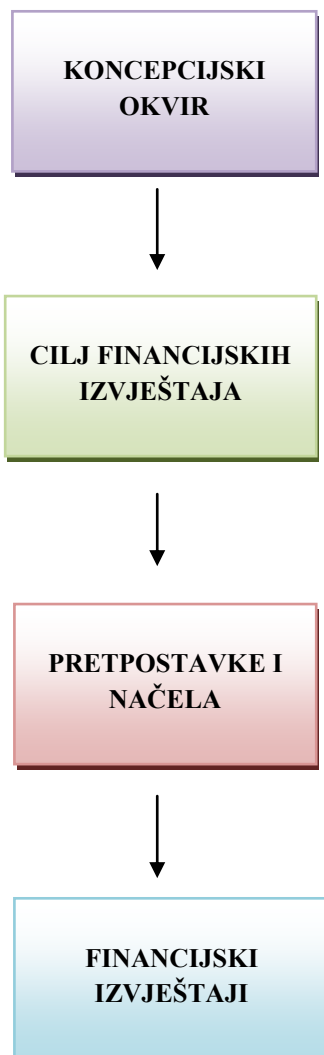 KONCEPCIJSKI
OKVIR
CILJ FINANCIJSKIH
IZVJEŠTAJA
PRETPOSTAVKE I
NAČELA
FINANCIJSKI
IZVJEŠTAJI